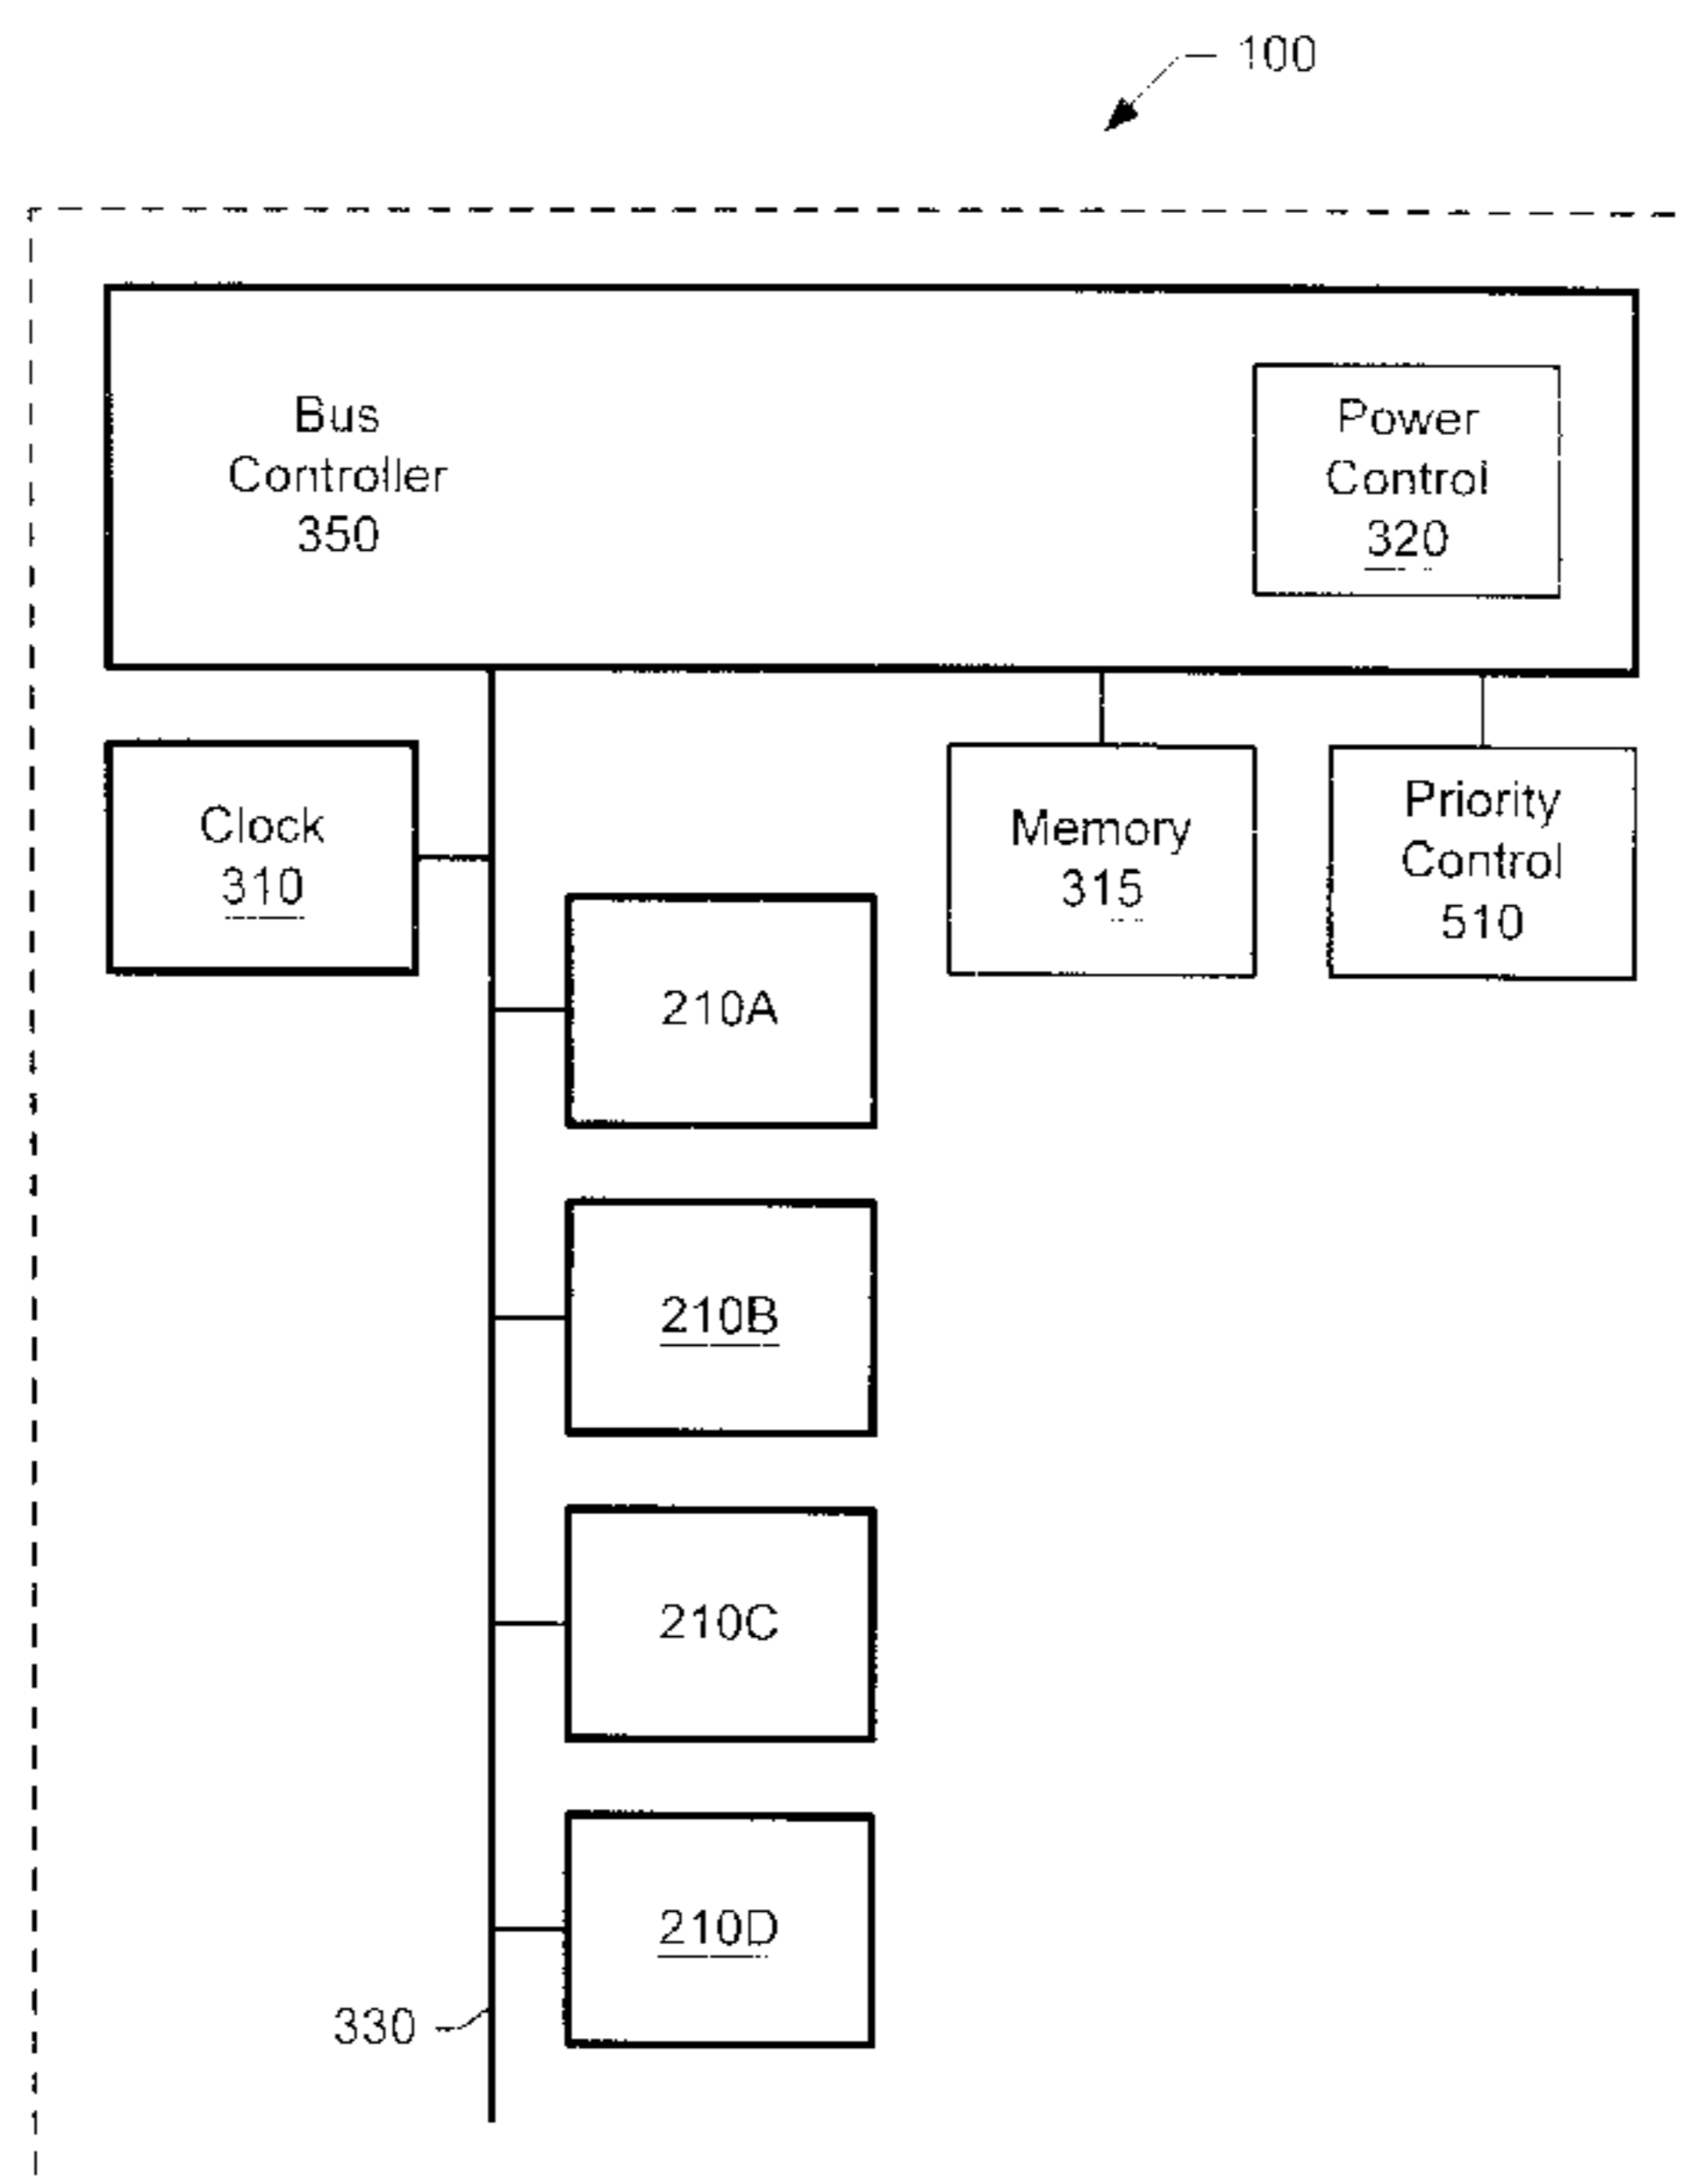 100
Bus
Controller
350
Power
Control
320
Clock
310
Memory
315
Priority
Control
510
210A
210B
210C
210D
330